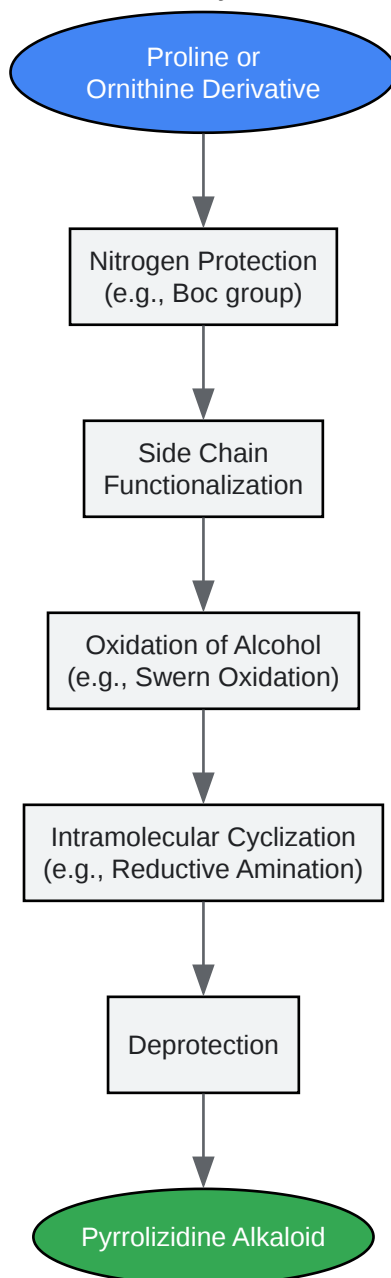 Proline or
Ornithine Derivative
Nitrogen Protection
(e.g., Boc group)
Side Chain
Functionalization
Oxidation of Alcohol
(e.g., Swern Oxidation)
Intramolecular Cyclization
(e.g., Reductive Amination)
Deprotection
Pyrrolizidine Alkaloid